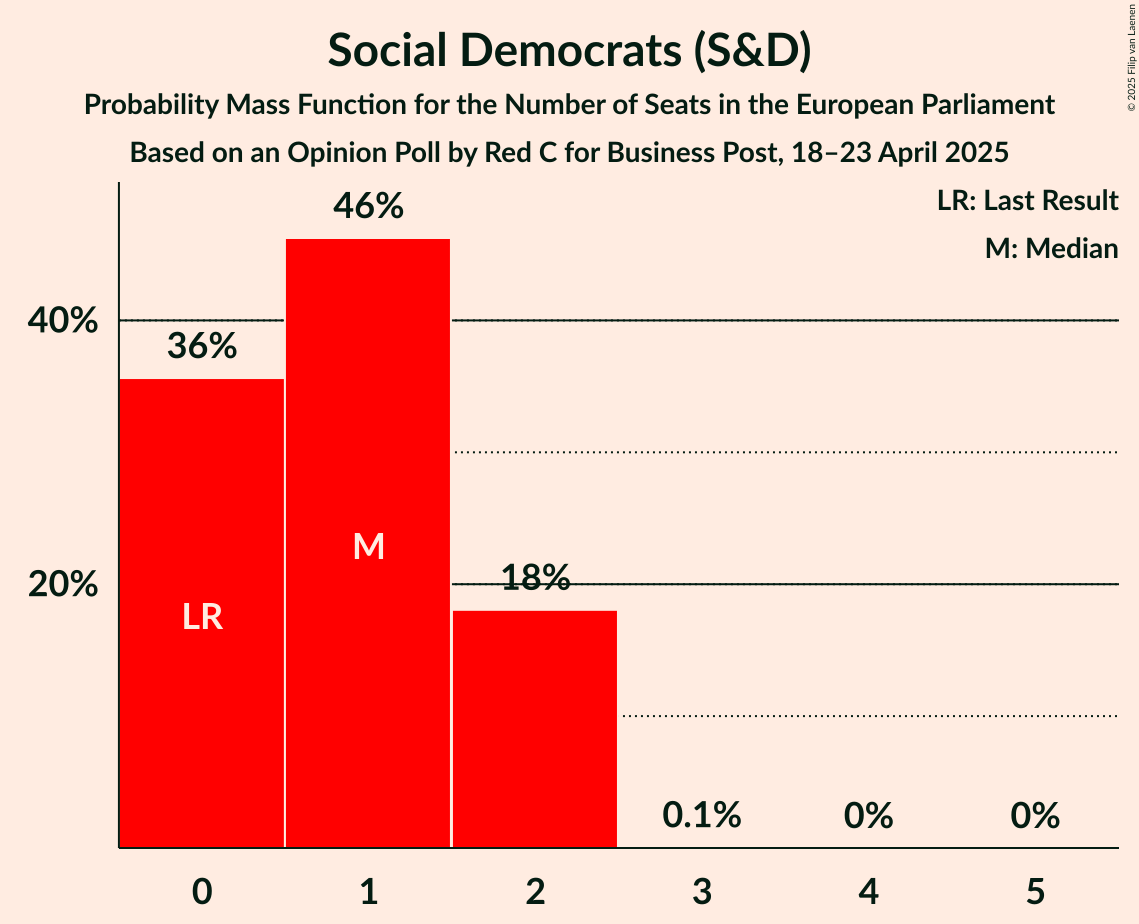 © 2025 Filip van Laenen
Social Democrats (S&D)
Probability Mass Function for the Number of Seats in the European Parliament
Based on an Opinion Poll by Red C for Business Post, 18–23 April 2025
LR: Last Result
M: Median
46%
40%
36%
M
20%
18%
LR
0.1%
0%
0%
0
1
2
3
4
5